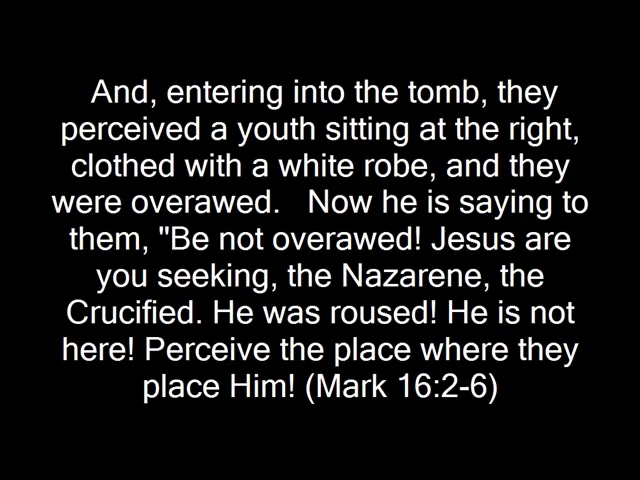 And, entering into the tomb, they
perceived a youth sitting at the right,
clothed with a white robe, and they
were overawed.   Now he is saying to
them, "Be not overawed! Jesus are
you seeking, the Nazarene, the
Crucified. He was roused! He is not
here! Perceive the place where they
place Him! (Mark 16:2-6)